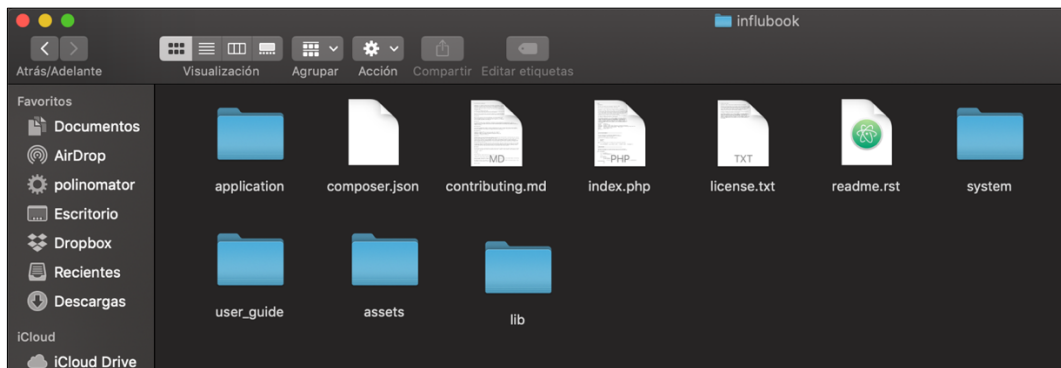 influbook
Atrás/Adelante
Visualización
Agrupar
Acción
Compartir
Editar etiquetas
Favoritos
Documentos
AirDrop
polinomator
Escritorio
Dropbox
Recientes
Descargas
iCloud
iCloud Drive
MD
PHP
TXT
application
composer.json
contributing.md
index.php
license.txt
readme.rst
system
user_guide
assets
lib